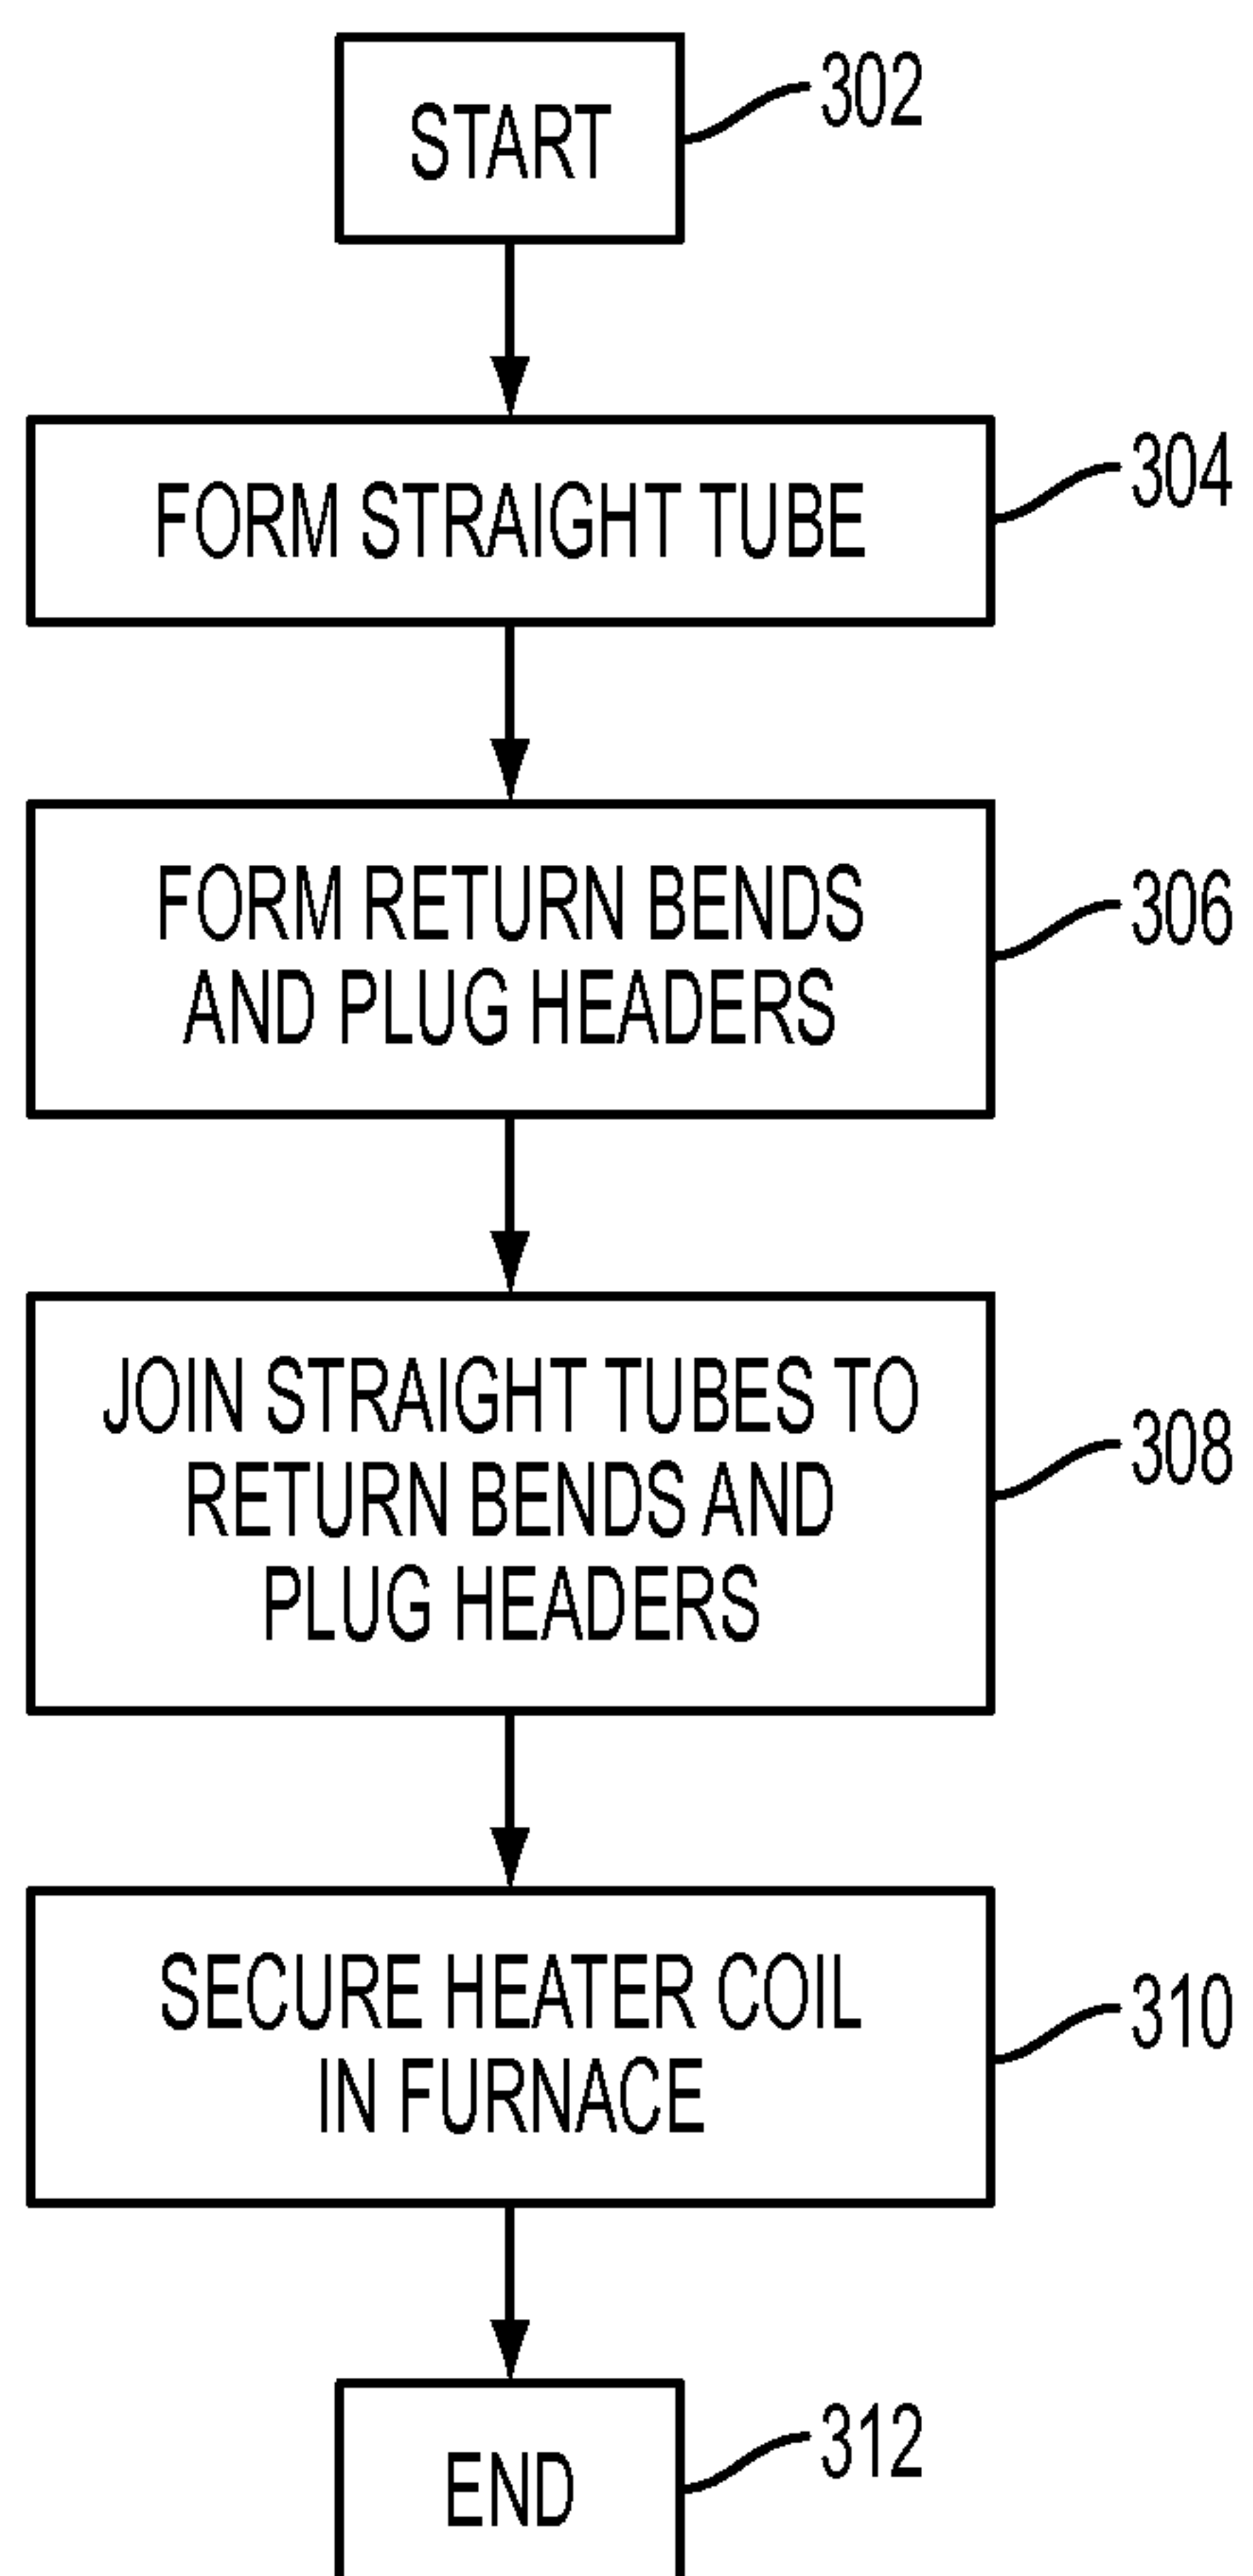 START
302
FORM STRAIGHT TUBE
304
FORM RETURN BENDS
AND PLUG HEADERS
306
JOIN STRAIGHT TUBES TO
RETURN BENDS AND
PLUG HEADERS
308
SECURE HEATER COIL
IN FURNACE
310
END
312